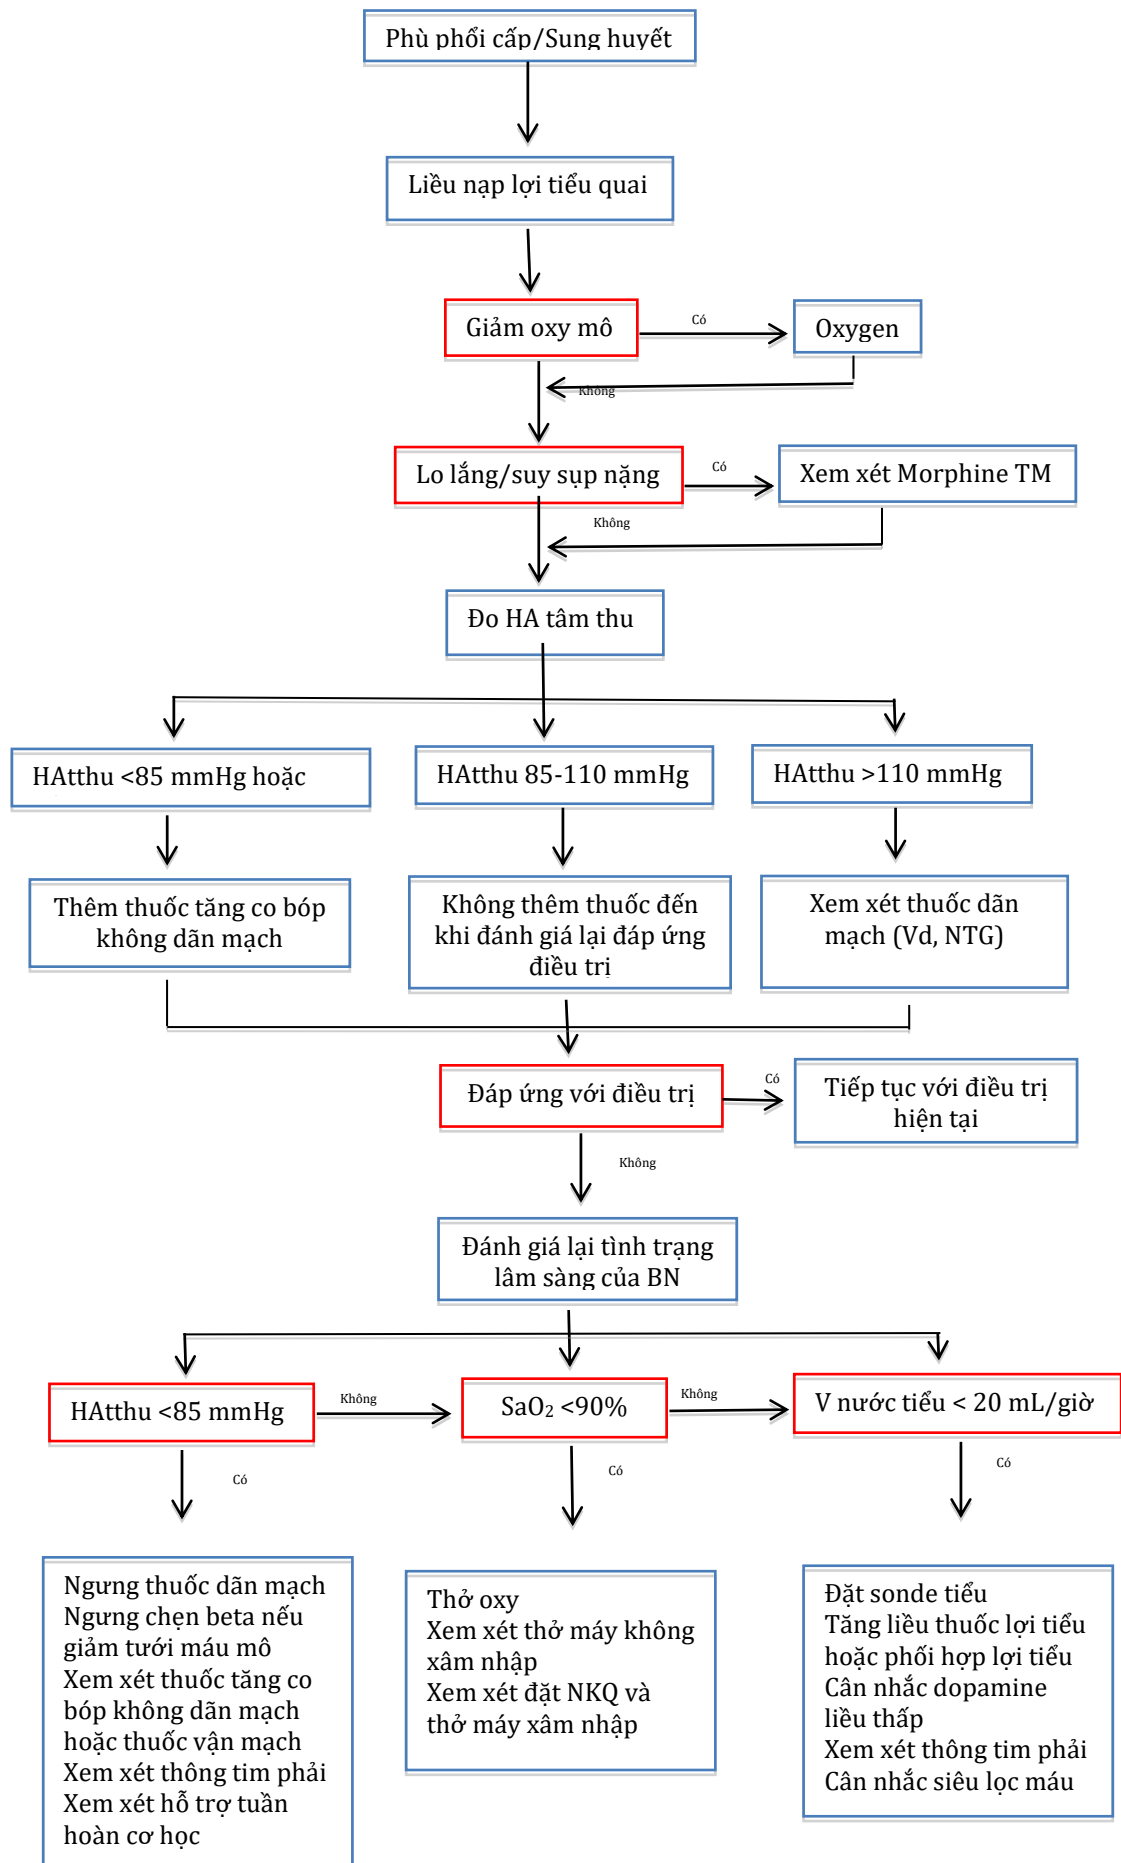 Phù phổi cấp/Sung huyết
Liều nạp lợi tiểu quai
Giảm oxy mô
Có
Oxygen
Không
Lo lắng/suy sụp nặng
Có
Xem xét Morphine TM
Không
Đo HA tâm thu
HAtthu <85 mmHg hoặc
HAtthu 85-110 mmHg
HAtthu >110 mmHg
Thêm thuốc tăng co bóp
không dãn mạch
Không thêm thuốc đến
khi đánh giá lại đáp ứng
điều trị
Xem xét thuốc dãn
mạch (Vd, NTG)
Đáp ứng với điều trị
Có
Tiếp tục với điều trị
hiện tại
Không
Đánh giá lại tình trạng
lâm sàng của BN
HAtthu <85 mmHg
Không
SaO₂ <90%
Không
V nước tiểu < 20 mL/giờ
Có
Có
Có
Ngưng thuốc dãn mạch
Ngưng chẹn beta nếu
giảm tưới máu mô
Xem xét thuốc tăng co
bóp không dãn mạch
hoặc thuốc vận mạch
Xem xét thông tim phải
Xem xét hỗ trợ tuần
hoàn cơ học
Thở oxy
Xem xét thở máy không
xâm nhập
Xem xét đặt NKQ và
thở máy xâm nhập
Đặt sonde tiểu
Tăng liều thuốc lợi tiểu
hoặc phối hợp lợi tiểu
Cân nhắc dopamine
liều thấp
Xem xét thông tim phải
Cân nhắc siêu lọc máu